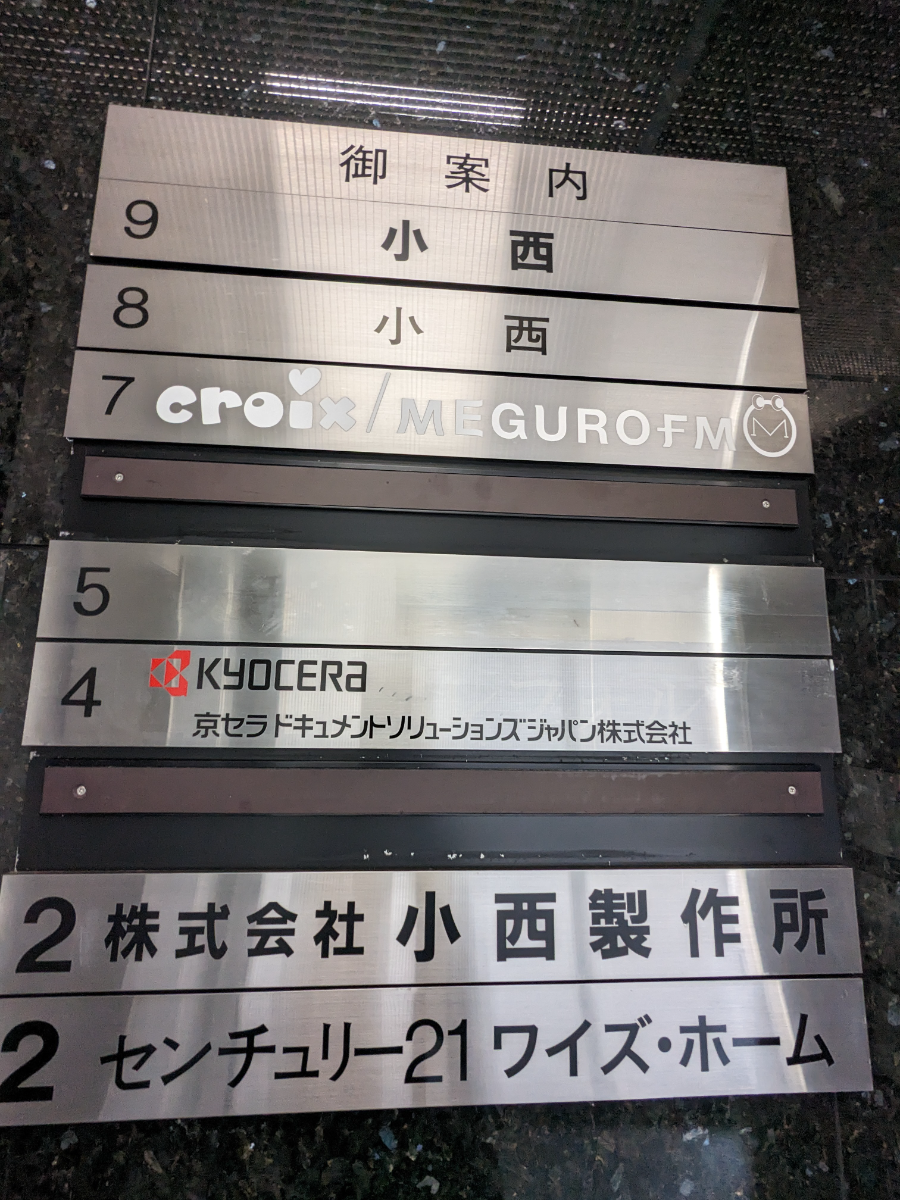 御案内
9 小西
8 小西
7 croix/MEGUROFM M
5
4 KYOCERA
京セラドキュメントソリューションズジャパン株式会社
2 株式会社 小西製作所
2 センチュリー21 ワイズ・ホーム